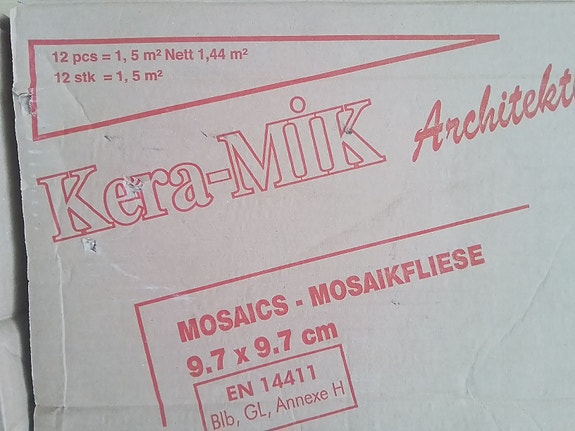 12 pcs = 1, 5 m² Nett 1,44 m²
12 stk = 1, 5 m²
Kera-MiK
MOSAICS - MOSAiKFLIESE
9.7 x 9.7 cm
EN 14411
BIb, GL, Annexe H